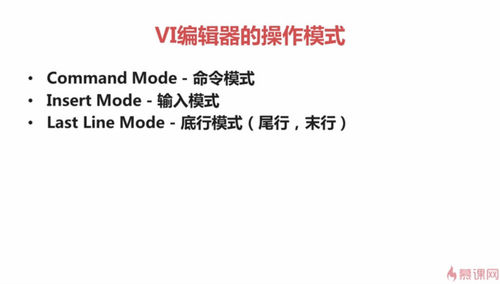 VI编辑器的操作模式
• Command Mode - 命令模式
• Insert Mode - 输入模式
• Last Line Mode - 底行模式（尾行，末行）
慕课网